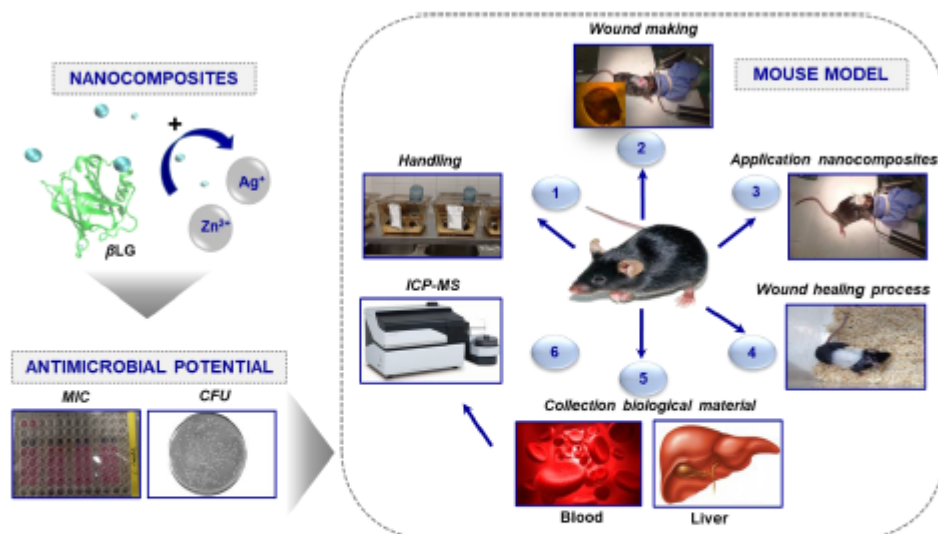 NANOCOMPOSITES
+
Ag⁺
Zn²⁺
βLG
ANTIMICROBIAL POTENTIAL
MIC
CFU
Wound making
MOUSE MODEL
2
Handling
1
Application nanocomposites
3
ICP-MS
Wound healing process
6
4
5
Collection biological material
Blood
Liver